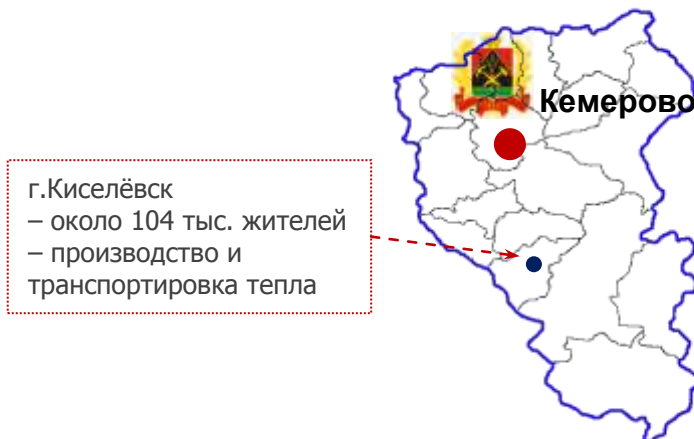 Кемерово
г.Киселёвск
– около 104 тыс. жителей
– производство и
транспортировка тепла